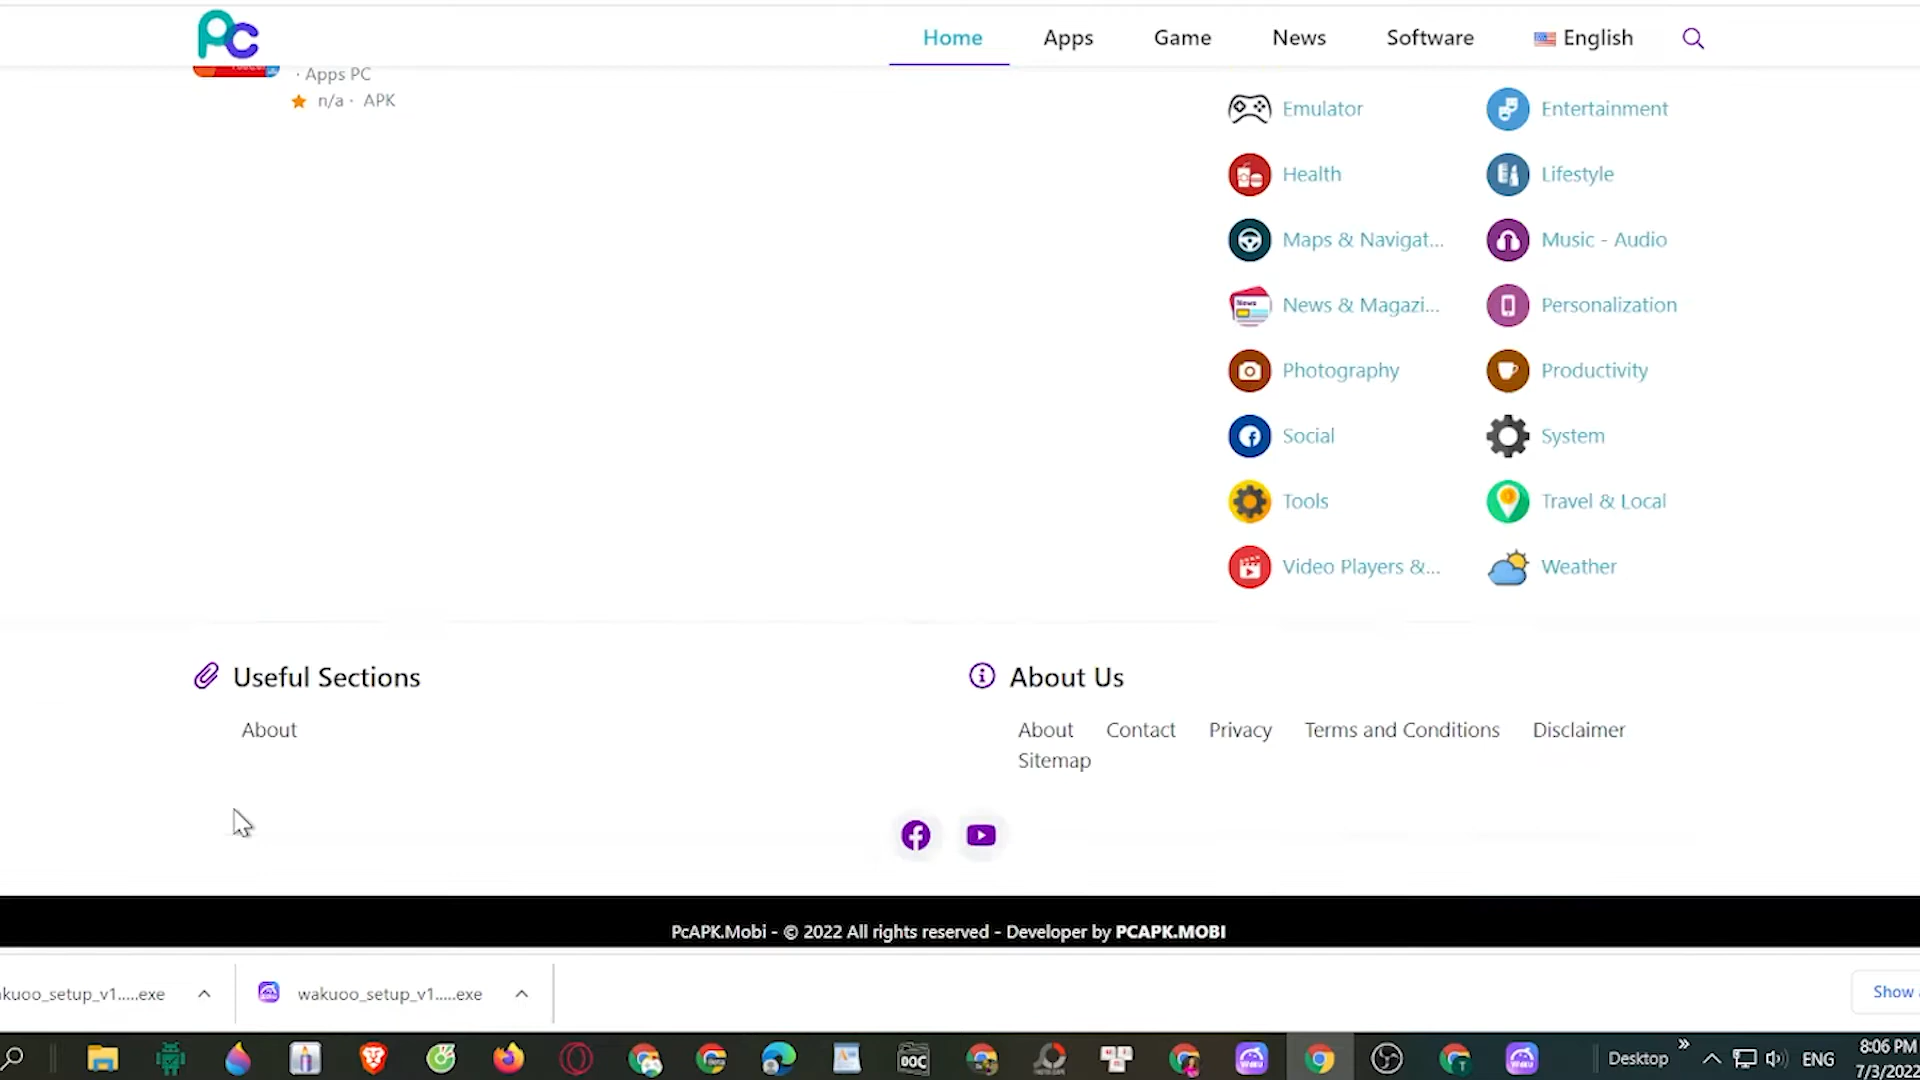 PC
Home Apps Game News Software English
· Apps PC
n/a · APK
Emulator Entertainment
Health Lifestyle
Maps & Navigat... Music - Audio
News & Magazi... Personalization
Photography Productivity
Social System
Tools Travel & Local
Video Players &... Weather
Useful Sections
About
About Us
About Contact Privacy Terms and Conditions Disclaimer
Sitemap
PcAPK.Mobi - © 2022 All rights reserved - Developer by PCAPK.MOBI
akuoo_setup_v1.....exe wakuoo_setup_v1.....exe Show
Desktop ENG 8:06 PM
7/3/2022